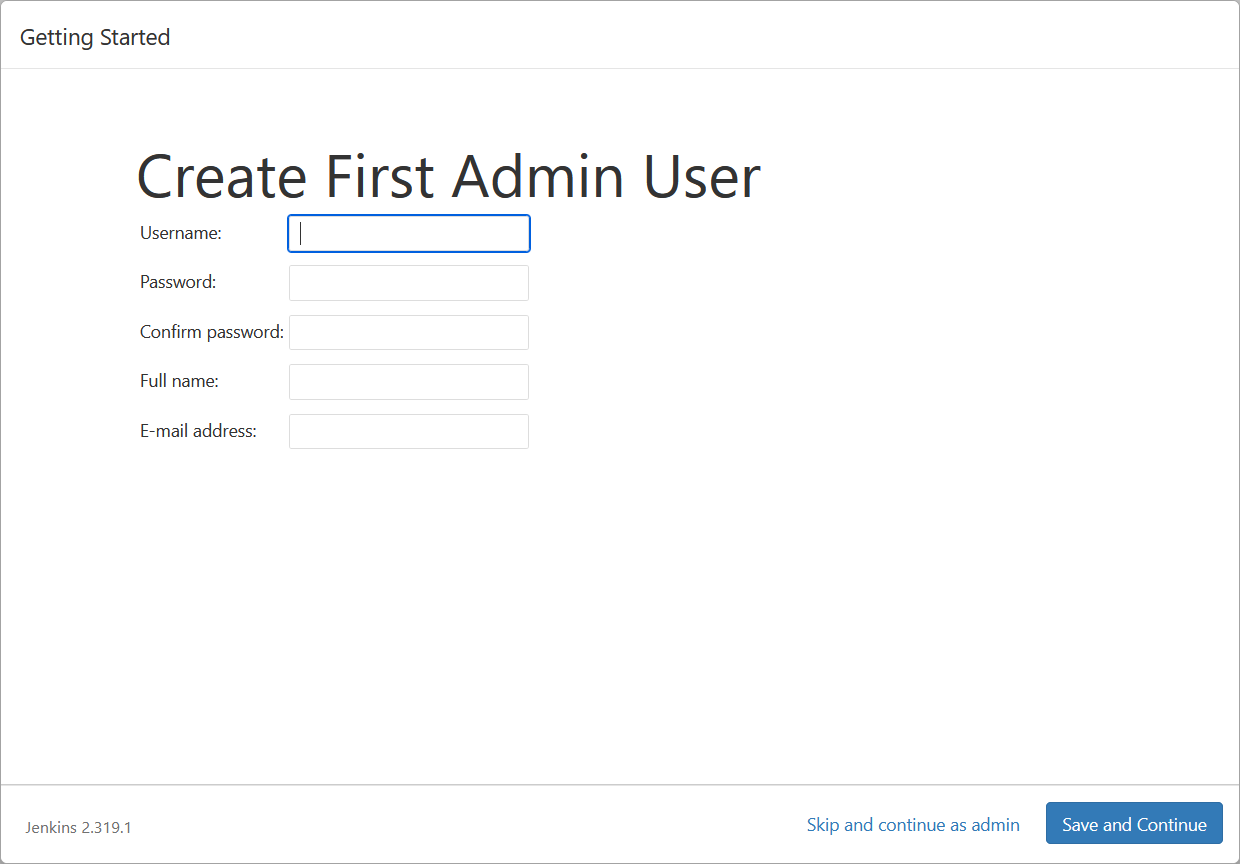 Getting Started
Create First Admin User
Username:
Password:
Confirm password:
Full name:
E-mail address:
Jenkins 2.319.1
Skip and continue as admin
Save and Continue